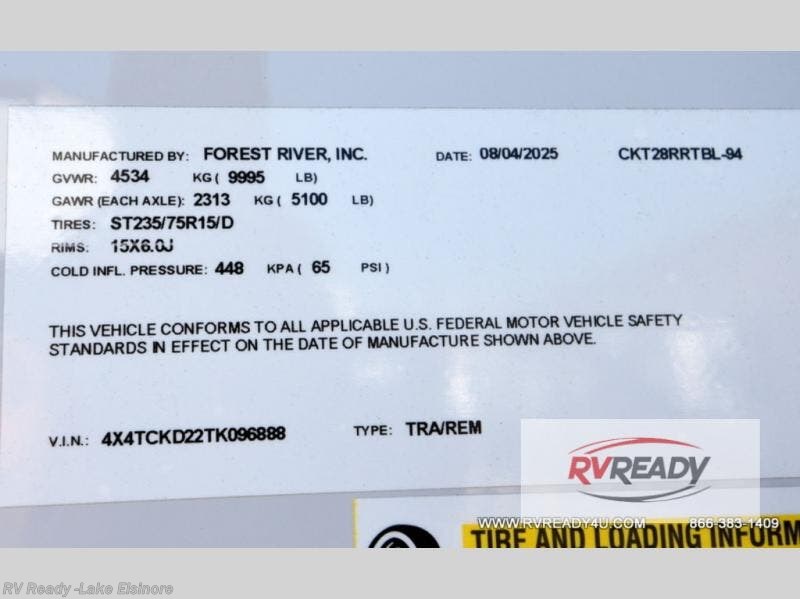 MANUFACTURED BY: FOREST RIVER, INC. DATE: 08/04/2025 CKT28RRTBL-94
GVWR: 4534 KG ( 9995 LB)
GAWR (EACH AXLE): 2313 KG ( 5100 LB)
TIRES: ST235/75R15/D
RIMS: 15X6.0J
COLD INFL. PRESSURE: 448 KPA ( 65 PSI )
THIS VEHICLE CONFORMS TO ALL APPLICABLE U.S. FEDERAL MOTOR VEHICLE SAFETY
STANDARDS IN EFFECT ON THE DATE OF MANUFACTURE SHOWN ABOVE.
V.I.N.: 4X4TCKD22TK096888 TYPE: TRA/REM
RVREADY
WWW.RVREADY4U.COM 866-383-1409
TIRE AND LOADING INFORM
RV Ready -Lake Elsinore